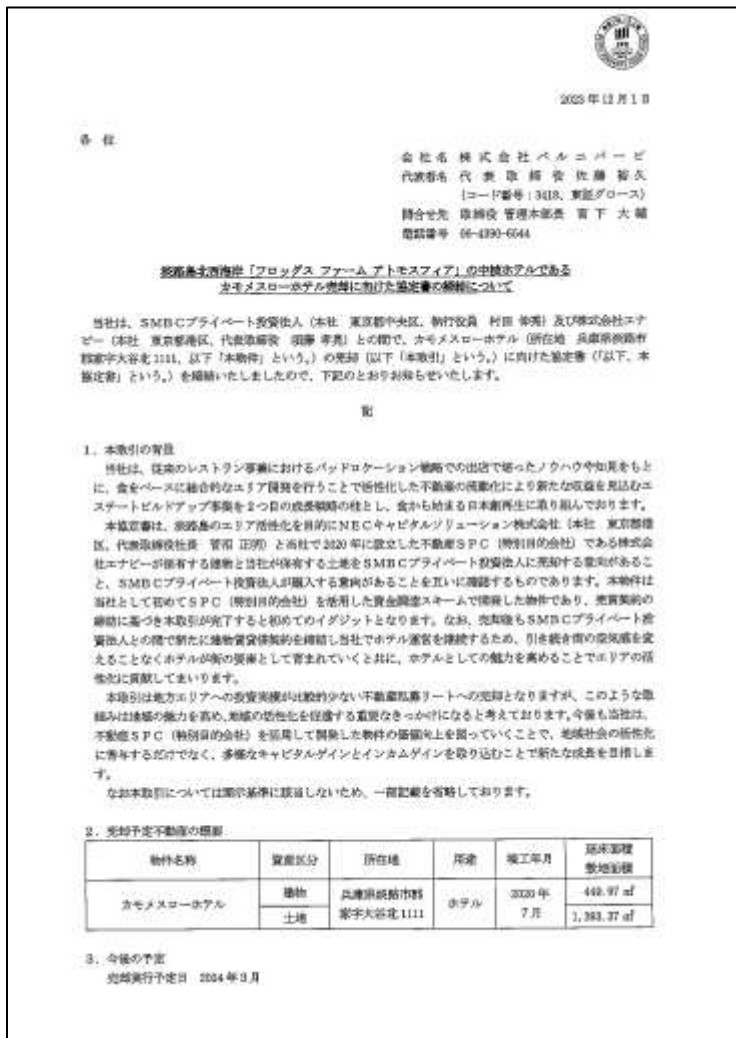 2023年12月1日
各 位
会社名 株式会社バルニバービ
代表者名 代表取締役 佐藤 裕久
(コード番号:3418、東証グロース)
問合せ先 取締役 管理本部長 宮下 大輔
電話番号 06-4390-6544
淡路島北西海岸「フロッグス ファーム アトモスフィア」の中核ホテルである
カモメスローホテル売却に向けた協定書の締結について
当社は、SMBCプライベート投資法人(本社 東京都中央区、執行役員 村田 )及び株式会社エナ
ビー(本社 東京都港区、代表取締役 須藤 )との間で、カモメスローホテル(所在地 兵庫県淡路市
郡家字大谷北1111、以下「本物件」という。)の売却(以下「本取引」という。)に向けた協定書(「以下、本
協定書」という。)を締結いたしましたので、下記のとおりお知らせいたします。
記
1.本取引の背景
当社は、従来のレストラン事業におけるバッドロケーション戦略での出店で培ったノウハウや知見をもと
に、食をベースに総合的なエリア開発を行うことで活性化した不動産の流動化により新たな収益を見込むエ
ステートビルドアップ事業を2つ目の成長戦略の柱とし、食から始まる日本創再生に取り組んでおります。
本協定書は、淡路島のエリア活性化を目的にNECキャピタルソリューション株式会社(本社 東京都港
区、代表取締役社長 菅沼 正明)と当社で2020年に設立した不動産SPC(特別目的会社)である株式会
社エナビーが保有する建物と当社が保有する土地をSMBCプライベート投資法人に売却する意向があるこ
と、SMBCプライベート投資法人が購入する意向があることを互いに確認するものであります。本物件は
当社として初めてSPC(特別目的会社)を活用した資金調達スキームで開発した物件であり、売買契約の
締結に基づき本取引が完了すると初めてのイグジットとなります。なお、売却後もSMBCプライベート投
資法人との間で新たに建物賃貸借契約を締結し当社でホテル運営を継続するため、引き続き街の空気感を変
えることなくホテルが街の要素として育まれていくと共に、ホテルとしての魅力を高めることでエリアの活
性化に貢献してまいります。
本取引は地方エリアへの投資実績が比較的少ない不動産私募リートへの売却となりますが、このような取
組みは地域の魅力を高め、地域の活性化を促進する重要なきっかけになると考えております。今後も当社は、
不動産SPC(特別目的会社)を活用して開発した物件の価値向上を図っていくことで、地域社会の活性化
に寄与するだけでなく、多様なキャピタルゲインとインカムゲインを取り込むことで新たな成長を目指しま
す。
なお本取引については開示基準に該当しないため、一部記載を省略しております。
2.売却予定不動産の概要
物件名称 資産区分 所在地 用途 竣工年月 延床面積 敷地面積
カモメスローホテル 建物 兵庫県淡路市郡家字大谷北1111 ホテル 2020年7月 449.97㎡
土地 1,393.37㎡
3.今後の予定
売却実行予定日 2024年3月